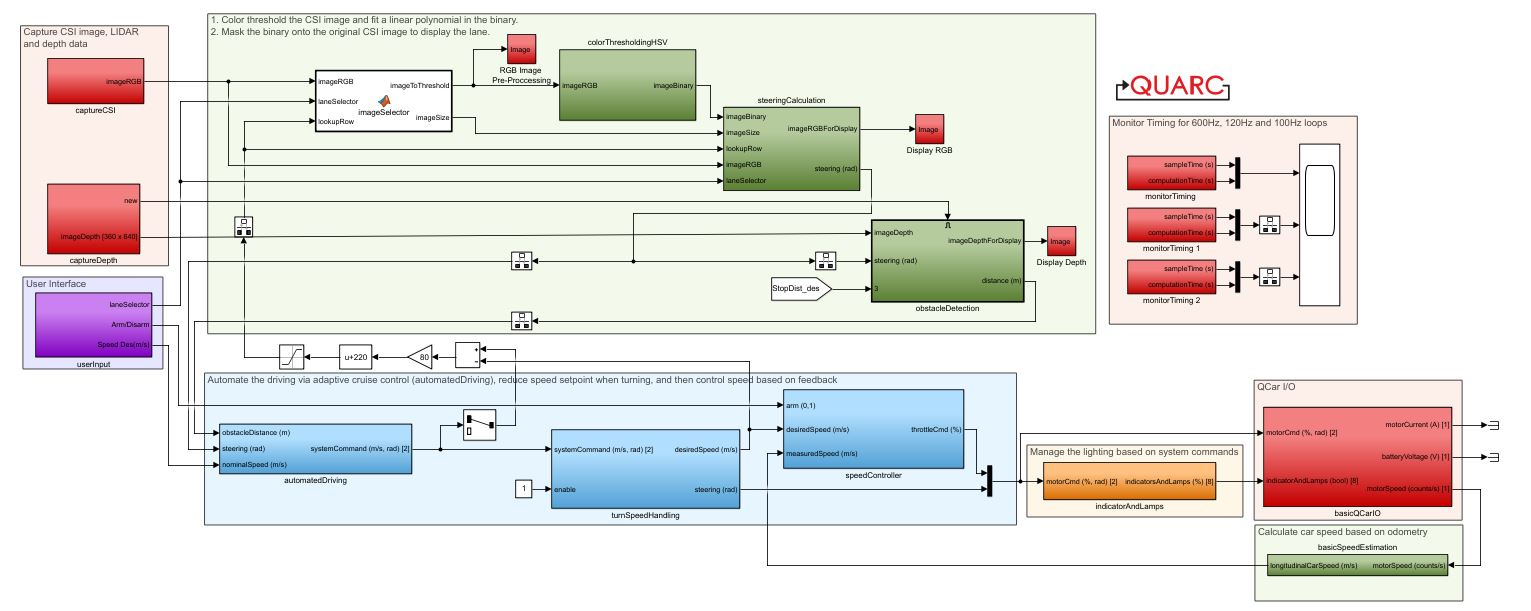 1. Color threshold the CSI image and fit a linear polynomial in the binary.
2. Mask the binary onto the original CSI image to display the lane.
Capture CSI image, LIDAR
and depth data
imageRGB
captureCSI
new
imageDepth [360 x 640]
captureDepth
User Interface
laneSelector
Arm/Disarm
Speed Des(m/s)
userInput
imageRGB
laneSelector
lookupRow
imageToThreshold
imageSize
imageSelector
Image
RGB Image
Pre-Proccessing
colorThresholdingHSV
imageRGB
imageBinary
steeringCalculation
imageBinary
imageSize
lookupRow
imageRGB
laneSelector
imageRGBForDisplay
steering (rad)
Image
Display RGB
imageDepth
steering (rad)
3
imageDepthForDisplay
distance (m)
obstacleDetection
StopDist_des
Image
Display Depth
QUARC
Monitor Timing for 600Hz, 120Hz and 100Hz loops
sampleTime (s)
computationTime (s)
monitorTiming
sampleTime (s)
computationTime (s)
monitorTiming 1
sampleTime (s)
computationTime (s)
monitorTiming 2
u+220
80
+
−
Automate the driving via adaptive cruise control (automatedDriving), reduce speed setpoint when turning, and then control speed based on feedback
obstacleDistance (m)
steering (rad)
nominalSpeed (m/s)
systemCommand (m/s, rad) [2]
automatedDriving
1
systemCommand (m/s, rad) [2]
enable
desiredSpeed (m/s)
steering (rad)
turnSpeedHandling
arm (0,1)
desiredSpeed (m/s)
measuredSpeed (m/s)
throttleCmd (%)
speedController
Manage the lighting based on system commands
motorCmd (%, rad) [2]
indicatorsAndLamps (%) [8]
indicatorAndLamps
QCar I/O
motorCmd (%, rad) [2]
indicatorAndLamps (bool) [8]
motorCurrent (A) [1]
batteryVoltage (V) [1]
motorSpeed (counts/s) [1]
basicQCarIO
Calculate car speed based on odometry
basicSpeedEstimation
longitudinalCarSpeed (m/s)
motorSpeed (counts/s)